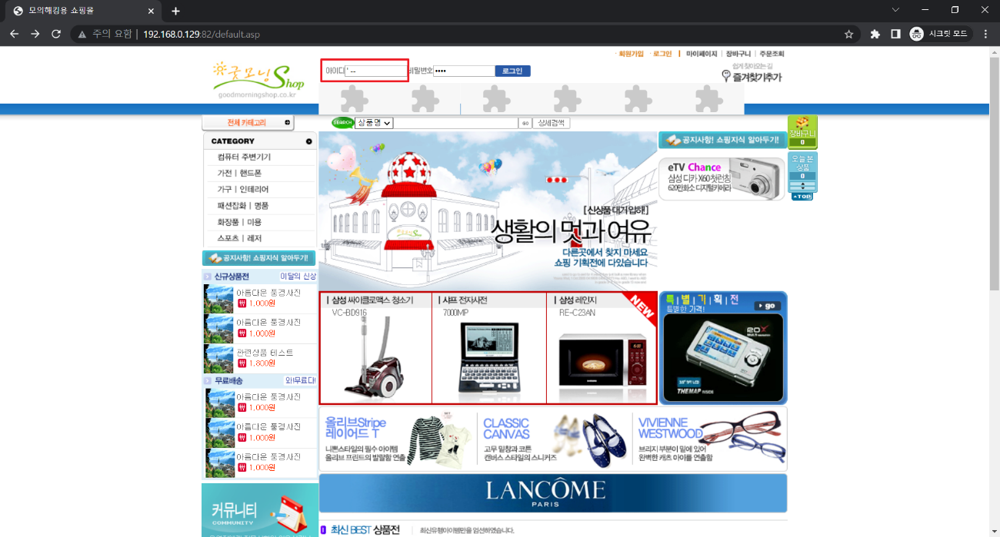 모의해킹용 쇼핑몰
주의 요함 | 192.168.0.129:82/default.asp
시크릿 모드
회원가입 · 로그인 | 마이페이지 | 장바구니 | 주문조회
굿모닝Shop
goodmorningshop.co.kr
아이디 ' --
비밀번호 ••••
로그인
쉽게 찾아오는 길
즐겨찾기추가
전체 카테고리
SEARCH 상품명
GO 상세검색
CATEGORY
컴퓨터 주변기기
가전 | 핸드폰
가구 | 인테리어
패션잡화 | 명품
화장품 | 미용
스포츠 | 레저
공지사항! 쇼핑지식 알아두기!
신규상품전 이달의 신상
아름다운 풍경사진
₩ 1,000원
아름다운 풍경사진
₩ 1,000원
관련상품 테스트
₩ 1,800원
무료배송 와!무료다!
아름다운 풍경사진
₩ 1,000원
아름다운 풍경사진
₩ 1,000원
아름다운 풍경사진
₩ 1,000원
커뮤니티
COMMUNITY
[신상품 대거 입해!]
생활의 멋과 여유
다른곳에서 찾지 마세요
쇼핑 기획전에 다있습니다
공지사항! 쇼핑지식 알아두기!
eTV Chance
삼성 디카 X60 첫런칭
620만화소 디지털카메라
장바구니
0
오늘 본
상품
0
▲TOP
삼성 싸이클로맥스 청소기
VC-BD916
샤프 전자사전
7000MP
삼성 레인지
RE-C23AN
NEW
특|별|기|획|전
특별한 가격!
go
20X
THEMAP INSIDE
올리브Stripe
레이어드 T
니쁜스타일의 필수 아이템
올리브 프린트의 발랄함 연출
CLASSIC
CANVAS
고무 밑창과 코튼
캔버스 스타일의 스니커즈
VIVIENNE
WESTWOOD
브리지 부분이 밑에 있어
완벽한 캐츠 아이를 연출함
LANCÔME
PARIS
최신 BEST 상품전
최신유행아이템만을 엄선하였습니다.